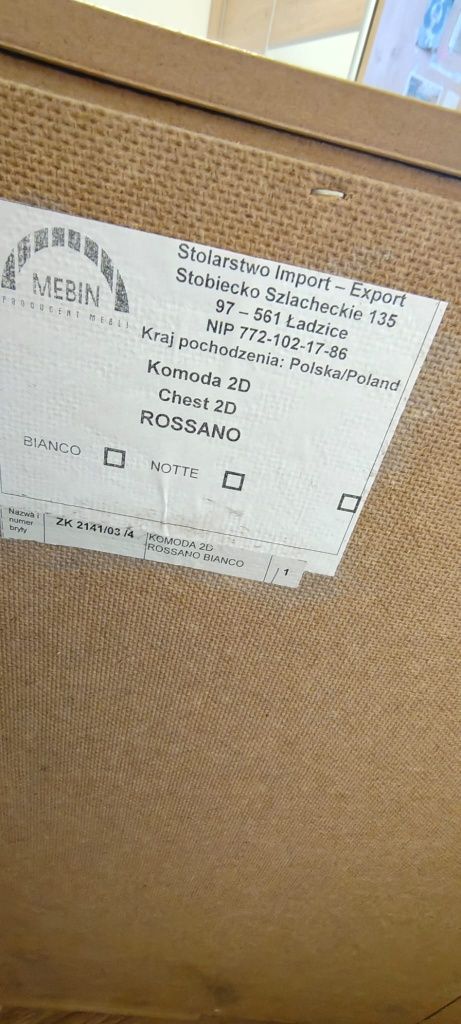 MEBIN
PRODUCENT MEBLI
Stolarstwo Import – Export
Stobiecko Szlacheckie 135
97 – 561 Ładzice
NIP 772-102-17-86
Kraj pochodzenia: Polska/Poland
Komoda 2D
Chest 2D
ROSSANO
BIANCO NOTTE
Nazwa i
numer
bryły
ZK 2141/03 /4
KOMODA 2D
ROSSANO BIANCO
/ 1